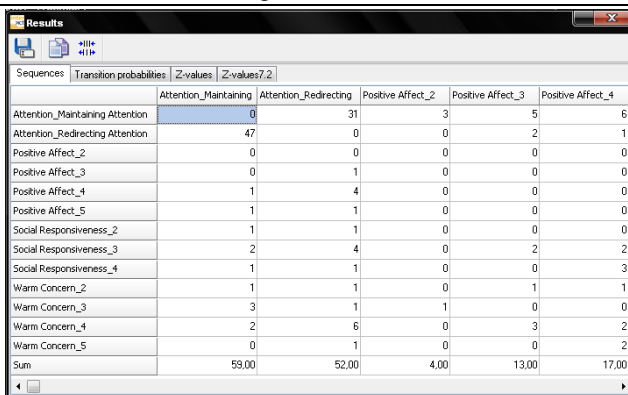 Results
Sequences Transition probabilities Z-values Z-values7.2
Attention_Maintaining Attention_Redirecting Positive Affect_2 Positive Affect_3 Positive Affect_4
Attention_Maintaining Attention 0 31 3 5 6
Attention_Redirecting Attention 47 0 0 2 1
Positive Affect_2 0 0 0 0 0
Positive Affect_3 0 1 0 0 0
Positive Affect_4 1 4 0 0 0
Positive Affect_5 1 1 0 0 0
Social Responsiveness_2 1 1 0 0 0
Social Responsiveness_3 2 4 0 2 2
Social Responsiveness_4 1 1 0 0 3
Warm Concern_2 1 1 0 1 1
Warm Concern_3 3 1 1 0 0
Warm Concern_4 2 6 0 3 2
Warm Concern_5 0 1 0 0 2
Sum 59,00 52,00 4,00 13,00 17,00